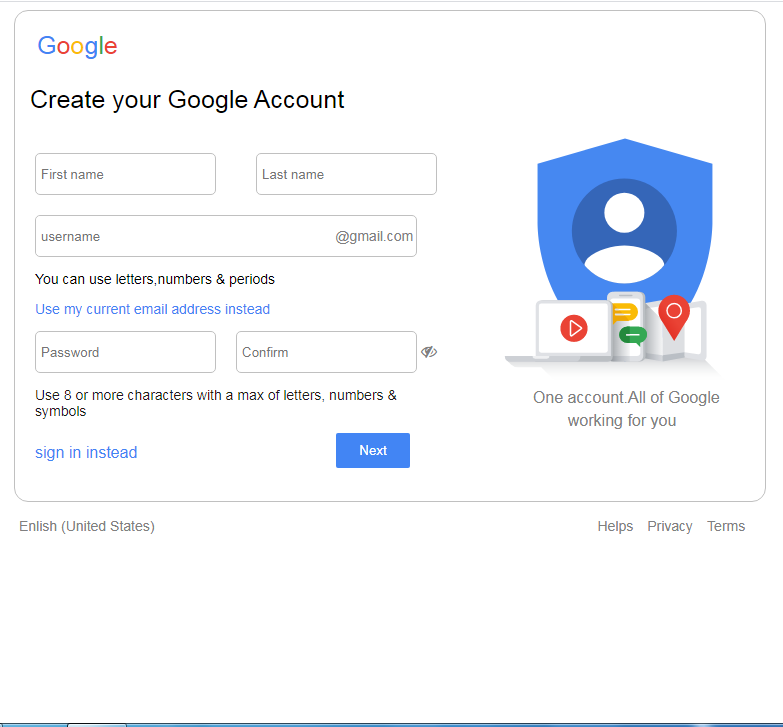 Google
Create your Google Account
First name
Last name
username
@gmail.com
You can use letters,numbers & periods
Use my current email address instead
Password
Confirm
Use 8 or more characters with a max of letters, numbers &
symbols
sign in instead
Next
One account.All of Google
working for you
Enlish (United States)
Helps
Privacy
Terms